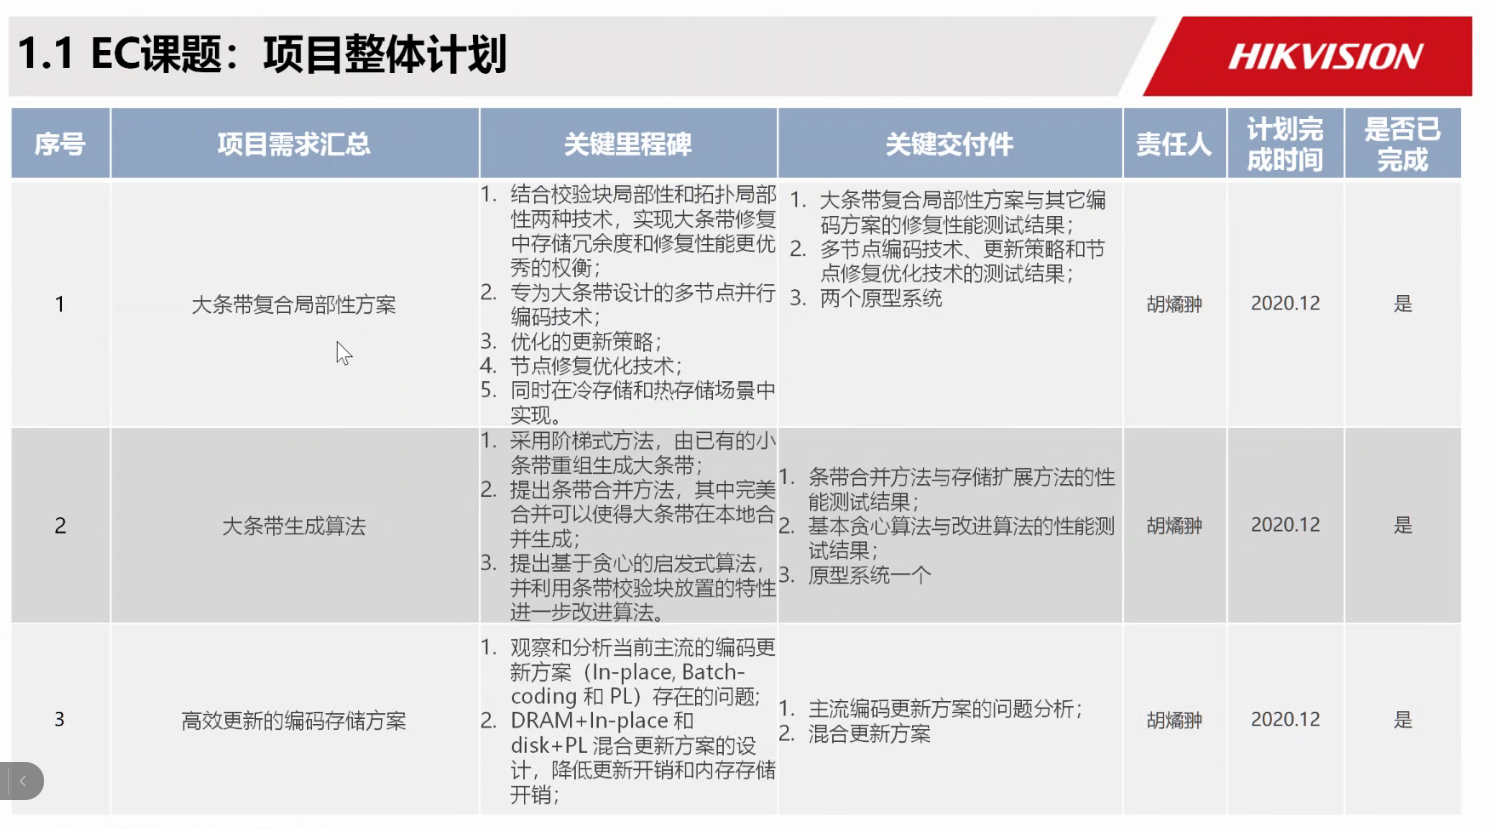 1.1 EC课题：项目整体计划
HIKVISION
序号
项目需求汇总
关键里程碑
关键交付件
责任人
计划完
成时间
是否已
完成
1
大条带复合局部性方案
1. 结合校验块局部性和拓扑局部
性两种技术，实现大条带修复
中存储冗余度和修复性能更优
秀的权衡；
2. 专为大条带设计的多节点并行
编码技术；
3. 优化的更新策略；
4. 节点修复优化技术；
5. 同时在冷存储和热存储场景中
实现。
1. 大条带复合局部性方案与其它编
码方案的修复性能测试结果；
2. 多节点编码技术、更新策略和节
点修复优化技术的测试结果；
3. 两个原型系统
胡燏翀
2020.12
是
2
大条带生成算法
1. 采用阶梯式方法，由已有的小
条带重组生成大条带；
2. 提出条带合并方法，其中完美
合并可以使得大条带在本地合
并生成；
3. 提出基于贪心的启发式算法，
并利用条带校验块放置的特性
进一步改进算法。
1. 条带合并方法与存储扩展方法的性
能测试结果；
2. 基本贪心算法与改进算法的性能测
试结果；
3. 原型系统一个
胡燏翀
2020.12
是
3
高效更新的编码存储方案
1. 观察和分析当前主流的编码更
新方案（In-place, Batch-
coding 和 PL）存在的问题;
2. DRAM+In-place 和
disk+PL 混合更新方案的设
计，降低更新开销和内存存储
开销；
1. 主流编码更新方案的问题分析；
2. 混合更新方案
胡燏翀
2020.12
是